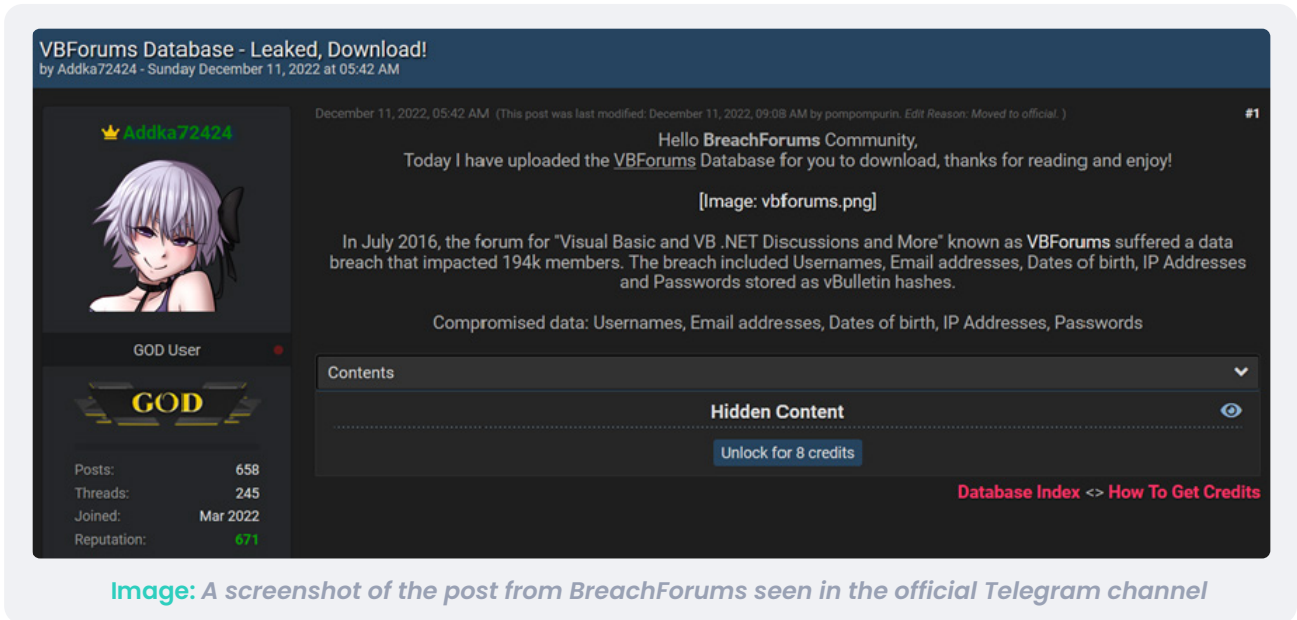 VBForums Database - Leaked, Download!
by Addka72424 - Sunday December 11, 2022 at 05:42 AM
Addka72424
GOD User
GOD
Posts: 658
Threads: 245
Joined: Mar 2022
Reputation: 671
December 11, 2022, 05:42 AM (This post was last modified: December 11, 2022, 09:08 AM by pompompurin. Edit Reason: Moved to official. )
#1
Hello BreachForums Community,
Today I have uploaded the VBForums Database for you to download, thanks for reading and enjoy!
[Image: vbforums.png]
In July 2016, the forum for "Visual Basic and VB .NET Discussions and More" known as VBForums suffered a data
breach that impacted 194k members. The breach included Usernames, Email addresses, Dates of birth, IP Addresses
and Passwords stored as vBulletin hashes.
Compromised data: Usernames, Email addresses, Dates of birth, IP Addresses, Passwords
Contents
Hidden Content
Unlock for 8 credits
Database Index <> How To Get Credits
Image: A screenshot of the post from BreachForums seen in the official Telegram channel